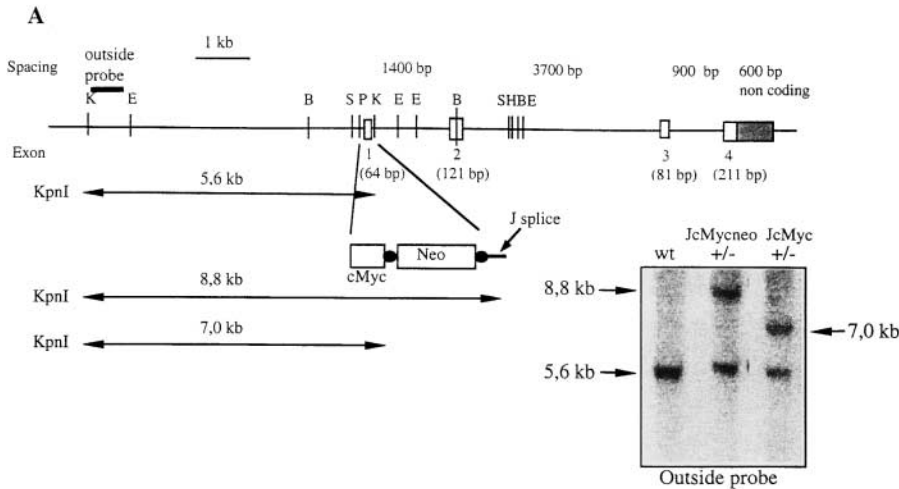 A
1 kb
outside
probe
Spacing
1400 bp
3700 bp
900 bp
600 bp
non coding
K E B S P K E E B SHBE
Exon
1
(64 bp)
2
(121 bp)
3
(81 bp)
4
(211 bp)
KpnI
5,6 kb
J splice
cMyc
Neo
KpnI
8,8 kb
KpnI
7,0 kb
wt
JcMycneo
+/-
JcMyc
+/-
8,8 kb
7,0 kb
5,6 kb
Outside probe